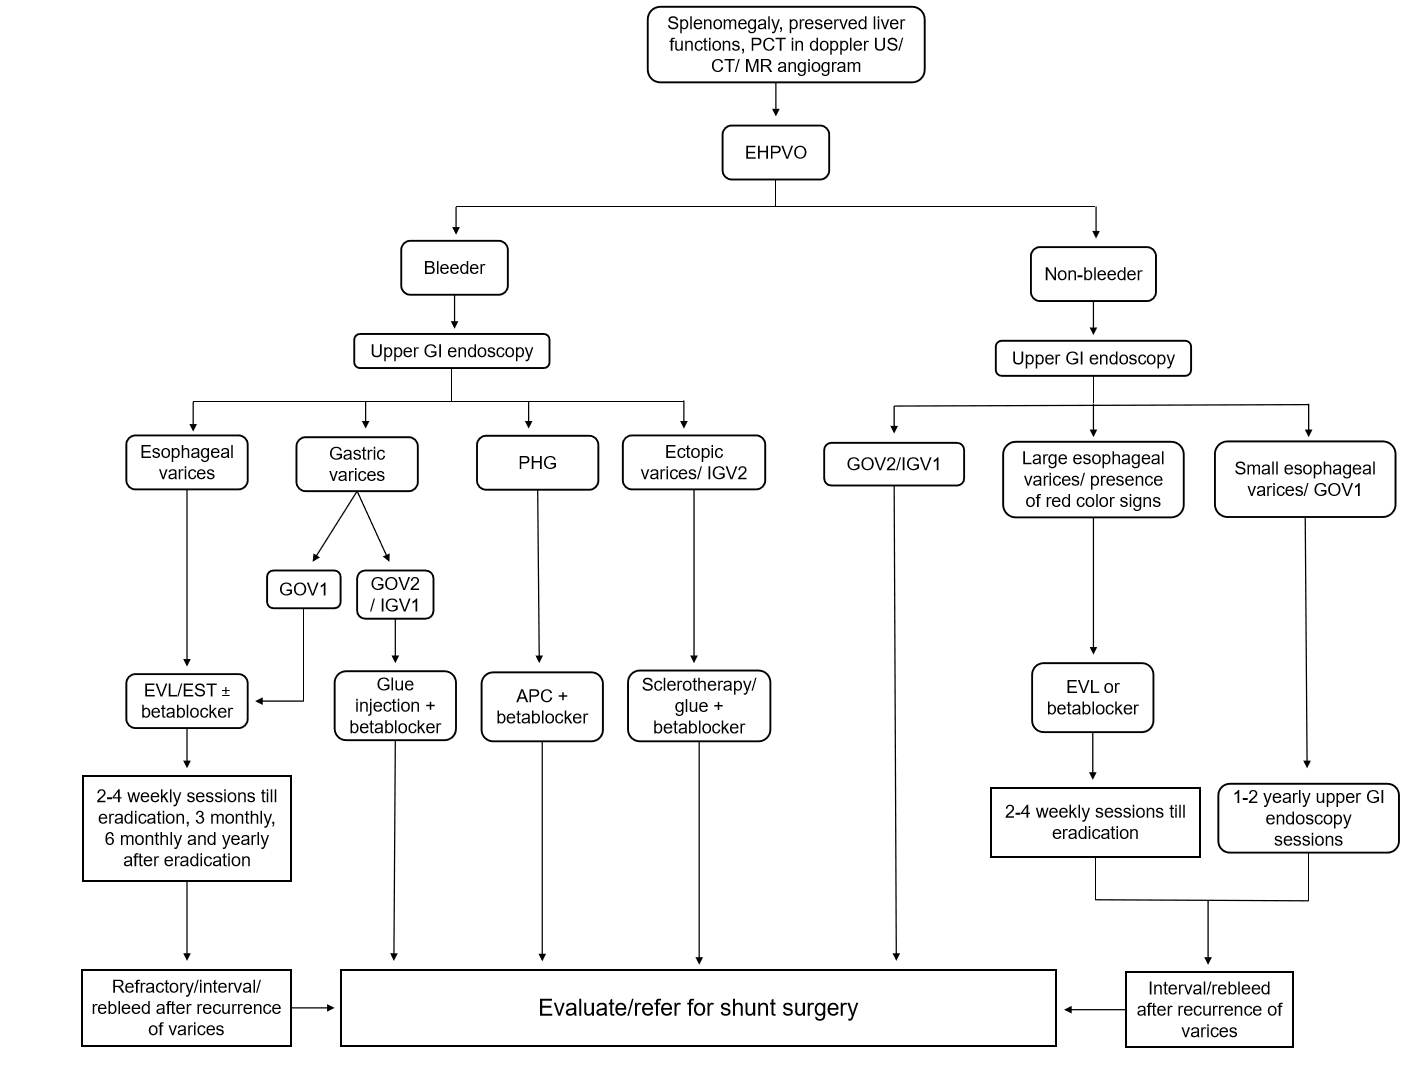 Splenomegaly, preserved liver
functions, PCT in doppler US/
CT/ MR angiogram
EHPVO
Bleeder
Non-bleeder
Upper GI endoscopy
Upper GI endoscopy
Esophageal
varices
Gastric
varices
PHG
Ectopic
varices/ IGV2
GOV2/IGV1
Large esophageal
varices/ presence
of red color signs
Small esophageal
varices/ GOV1
GOV1
GOV2
/ IGV1
EVL/EST ±
betablocker
Glue
injection +
betablocker
APC +
betablocker
Sclerotherapy/
glue +
betablocker
EVL or
betablocker
2-4 weekly sessions till
eradication, 3 monthly,
6 monthly and yearly
after eradication
2-4 weekly sessions till
eradication
1-2 yearly upper GI
endoscopy
sessions
Refractory/interval/
rebleed after recurrence
of varices
Evaluate/refer for shunt surgery
Interval/rebleed
after recurrence of
varices